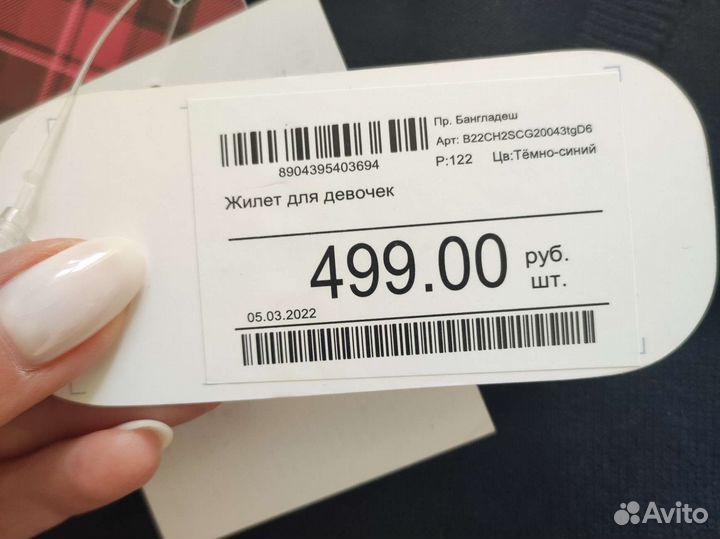 Пр. Бангладеш
Арт: B22CH2SCG20043tgD6
Р:122 Цв:Тёмно-синий
8904395403694
Жилет для девочек
499.00 руб.
шт.
05.03.2022
Avito